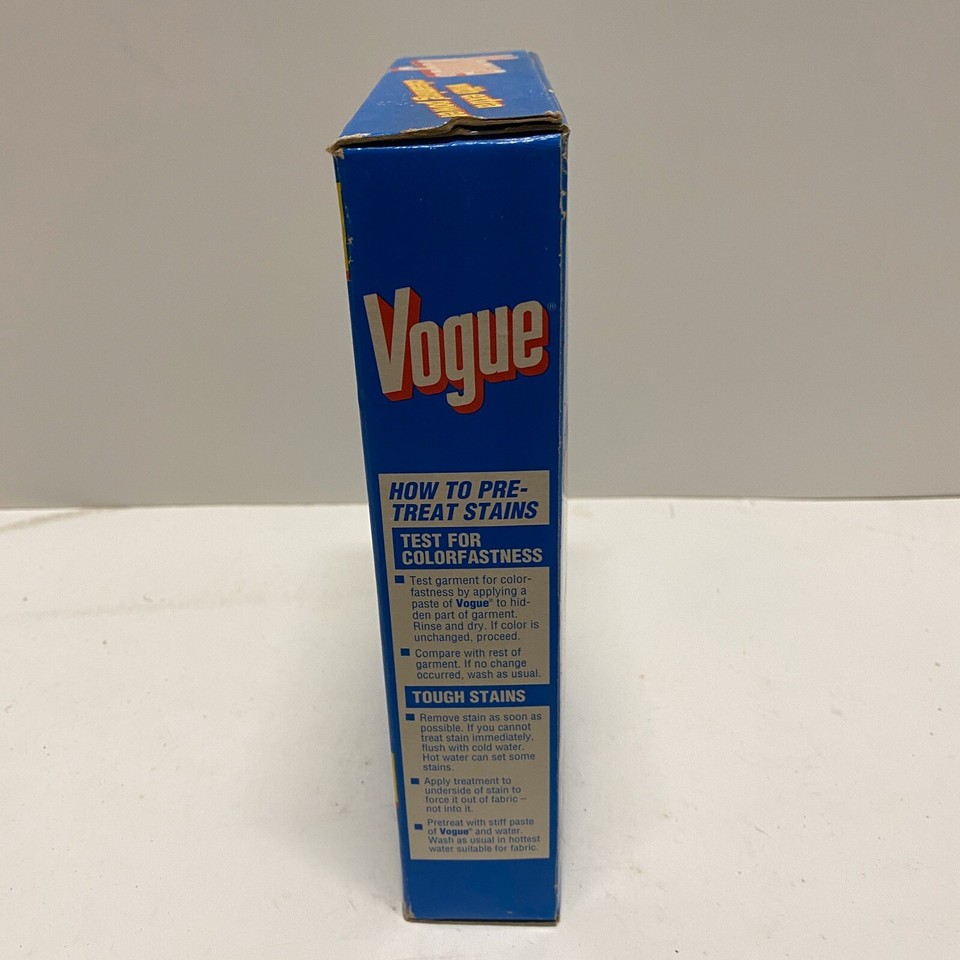 Vogue
with extra
cleaning power
Vogue®
HOW TO PRE-
TREAT STAINS
TEST FOR
COLORFASTNESS
■ Test garment for color-
fastness by applying a
paste of Vogue® to hid-
den part of garment.
Rinse and dry. If color is
unchanged, proceed.
■ Compare with rest of
garment. If no change
occurred, wash as usual.
TOUGH STAINS
■ Remove stain as soon as
possible. If you cannot
treat stain immediately,
flush with cold water.
Hot water can set some
stains.
■ Apply treatment to
underside of stain to
force it out of fabric –
not into it.
■ Pretreat with stiff paste
of Vogue® and water.
Wash as usual in hottest
water suitable for fabric.